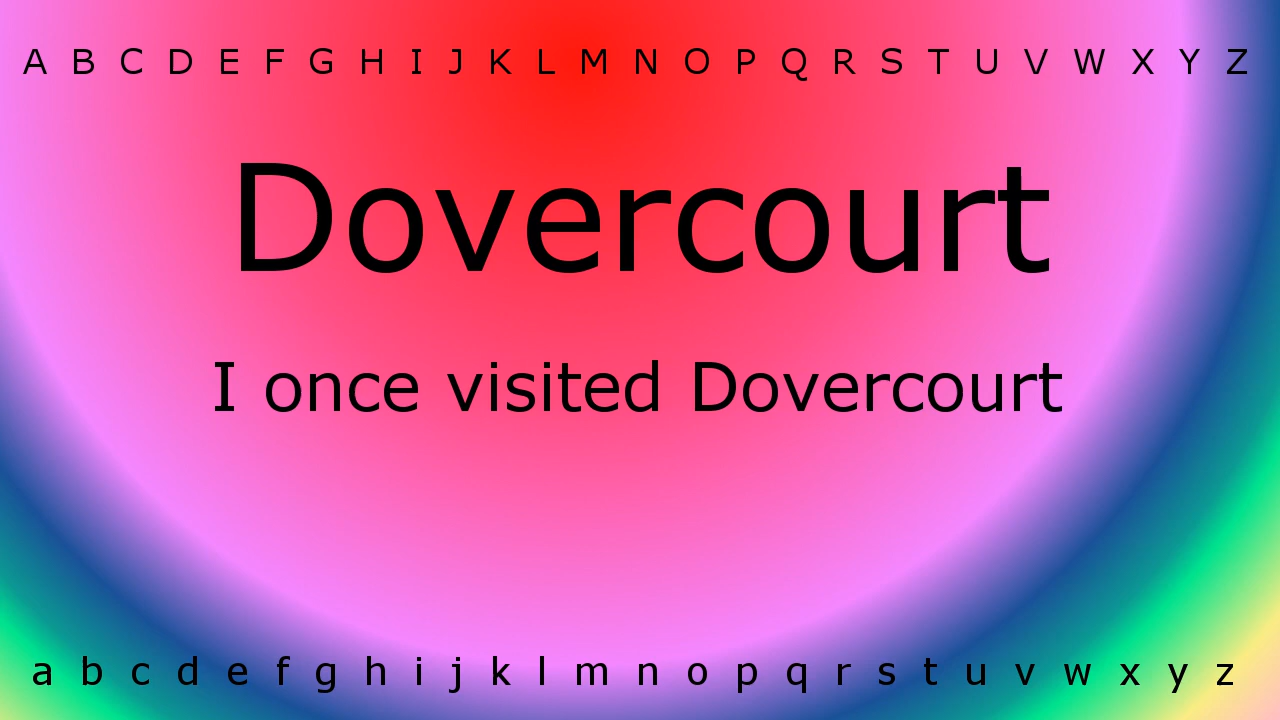 A B C D E F G H I J K L M N O P Q R S T U V W X Y Z
Dovercourt
I once visited Dovercourt
a b c d e f g h i j k l m n o p q r s t u v w x y z